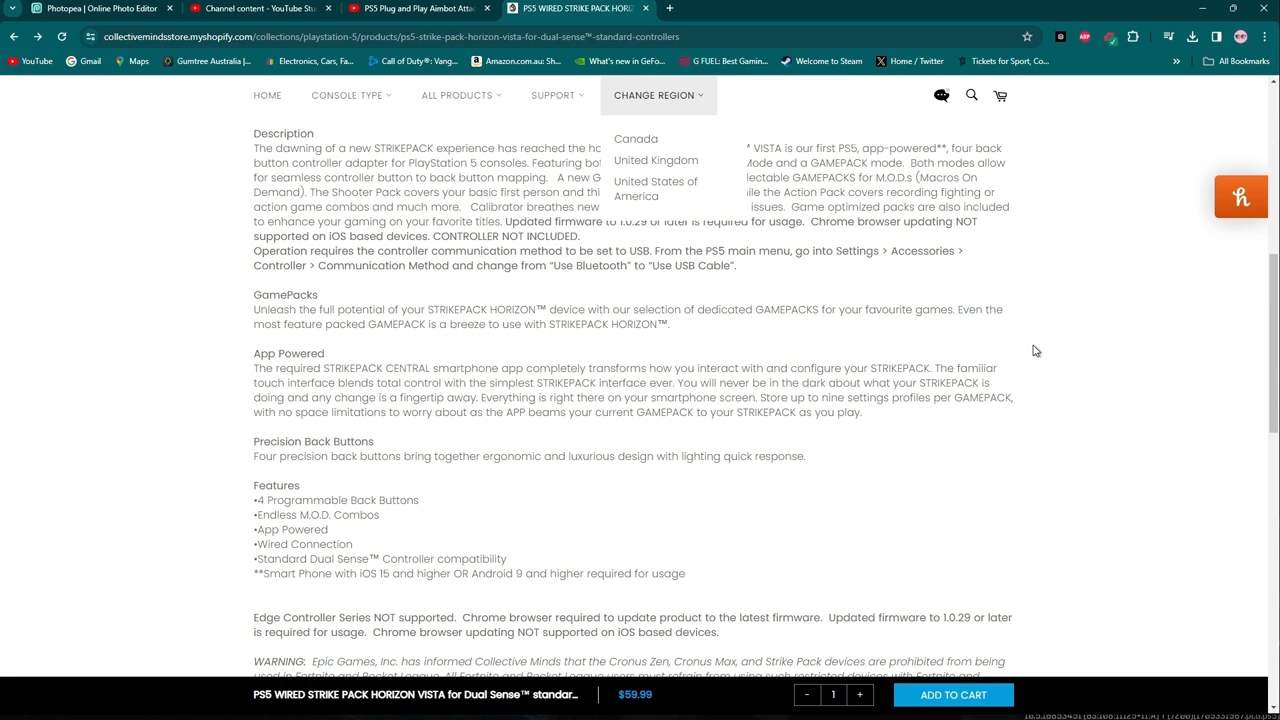 Photopea | Online Photo Editor
Channel content - YouTube Stu
PS5 Plug and Play Aimbot Attac
PS5 WIRED STRIKE PACK HORIZ
collectivemindsstore.myshopify.com/collections/playstation-5/products/ps5-strike-pack-horizon-vista-for-dual-sense™-standard-controllers
YouTube
Gmail
Maps
Gumtree Australia |...
Electronics, Cars, Fa...
Call of Duty®: Vang...
Amazon.com.au: Sh...
What's new in GeFo...
G FUEL: Best Gamin...
Welcome to Steam
Home / Twitter
Tickets for Sport, Co...
All Bookmarks
HOME
CONSOLE TYPE
ALL PRODUCTS
SUPPORT
CHANGE REGION
Canada
United Kingdom
United States of
America
Description
The dawning of a new STRIKEPACK experience has reached the VISTA is our first PS5, app-powered**, four back
button controller adapter for PlayStation 5 consoles. Featuring Mode and a GAMEPACK mode. Both modes allow
for seamless controller button to back button mapping. A new GAMEPACKS for M.O.D.s (Macros On
Demand). The Shooter Pack covers your basic first person and while the Action Pack covers recording fighting or
action game combos and much more. Calibrator breathes new issues. Game optimized packs are also included
to enhance your gaming on your favorite titles. Updated firmware to 1.0.29 or later is required for usage. Chrome browser updating NOT
supported on iOS based devices. CONTROLLER NOT INCLUDED.
Operation requires the controller communication method to be set to USB. From the PS5 main menu, go into Settings > Accessories >
Controller > Communication Method and change from “Use Bluetooth” to “Use USB Cable”.
GamePacks
Unleash the full potential of your STRIKEPACK HORIZON™ device with our selection of dedicated GAMEPACKS for your favourite games. Even the
most feature packed GAMEPACK is a breeze to use with STRIKEPACK HORIZON™.
App Powered
The required STRIKEPACK CENTRAL smartphone app completely transforms how you interact with and configure your STRIKEPACK. The familiar
touch interface blends total control with the simplest STRIKEPACK interface ever. You will never be in the dark about what your STRIKEPACK is
doing and any change is a fingertip away. Everything is right there on your smartphone screen. Store up to nine settings profiles per GAMEPACK,
with no space limitations to worry about as the APP beams your current GAMEPACK to your STRIKEPACK as you play.
Precision Back Buttons
Four precision back buttons bring together ergonomic and luxurious design with lighting quick response.
Features
•4 Programmable Back Buttons
•Endless M.O.D. Combos
•App Powered
•Wired Connection
•Standard Dual Sense™ Controller compatibility
**Smart Phone with iOS 15 and higher OR Android 9 and higher required for usage
Edge Controller Series NOT supported. Chrome browser required to update product to the latest firmware. Updated firmware to 1.0.29 or later
is required for usage. Chrome browser updating NOT supported on iOS based devices.
WARNING: Epic Games, Inc. has informed Collective Minds that the Cronus Zen, Cronus Max, and Strike Pack devices are prohibited from being
used in Fortnite and Rocket League. All Fortnite and Rocket League users must refrain from using such restricted devices with Fortnite and
PS5 WIRED STRIKE PACK HORIZON VISTA for Dual Sense™ standar...
$59.99
- 1 +
ADD TO CART